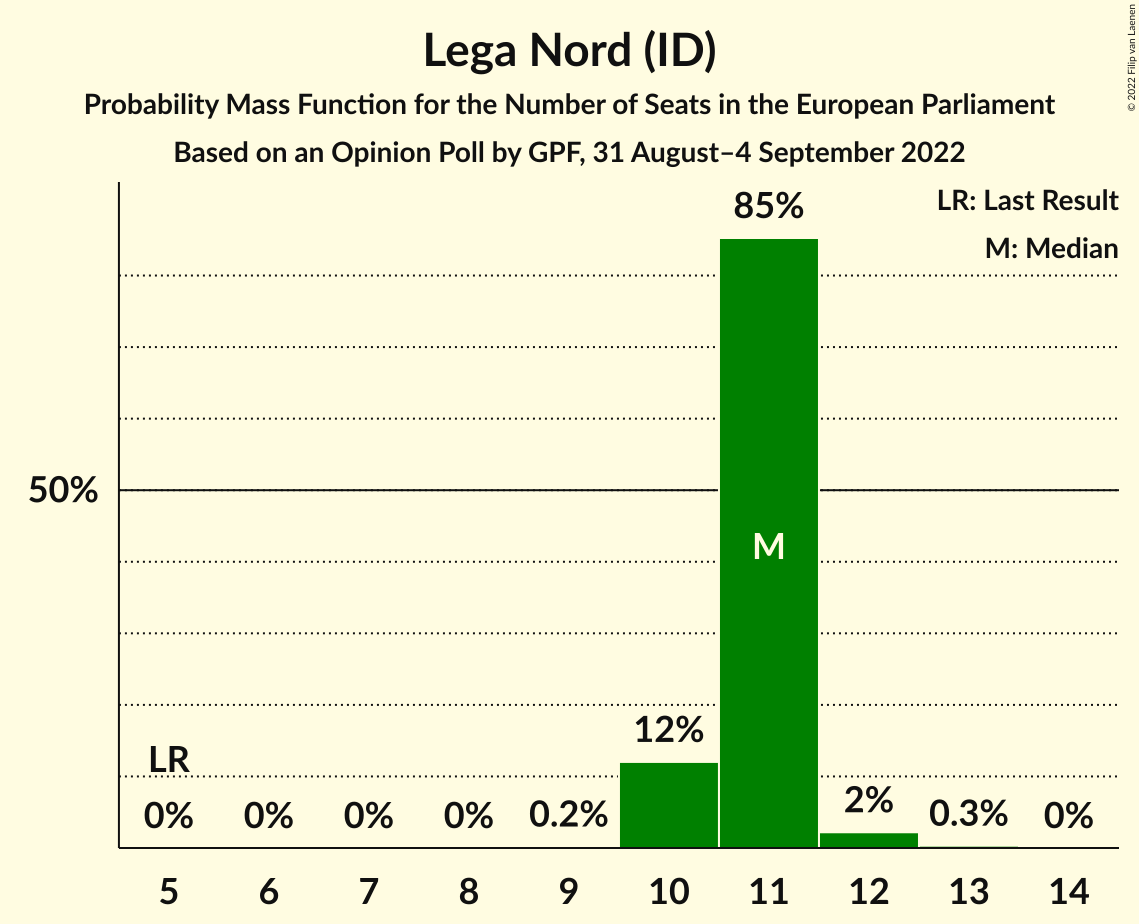 Lega Nord (ID)
Probability Mass Function for the Number of Seats in the European Parliament
Based on an Opinion Poll by GPF, 31 August–4 September 2022
© 2022 Filip van Laenen
LR: Last Result
M: Median
85%
50%
M
12%
LR
0% 0% 0% 0% 0.2% 2% 0.3% 0%
5 6 7 8 9 10 11 12 13 14